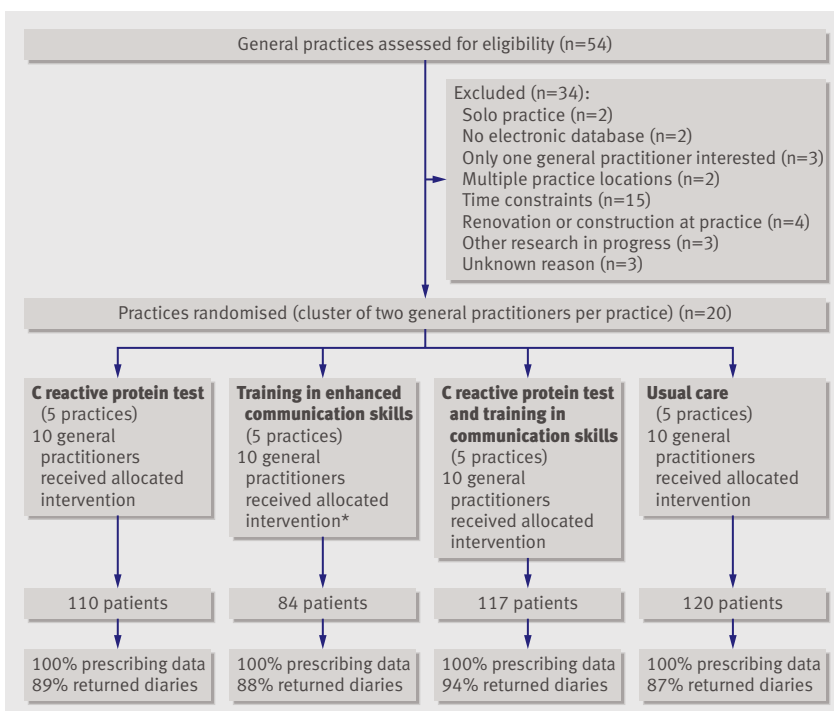 General practices assessed for eligibility (n=54)
Excluded (n=34):
Solo practice (n=2)
No electronic database (n=2)
Only one general practitioner interested (n=3)
Multiple practice locations (n=2)
Time constraints (n=15)
Renovation or construction at practice (n=4)
Other research in progress (n=3)
Unknown reason (n=3)
Practices randomised (cluster of two general practitioners per practice) (n=20)
C reactive protein test
(5 practices)
10 general
practitioners
received allocated
intervention
Training in enhanced
communication skills
(5 practices)
10 general
practitioners
received allocated
intervention*
C reactive protein test
and training in
communication skills
(5 practices)
10 general
practitioners
received allocated
intervention
Usual care
(5 practices)
10 general
practitioners
received allocated
intervention
110 patients
84 patients
117 patients
120 patients
100% prescribing data
89% returned diaries
100% prescribing data
88% returned diaries
100% prescribing data
94% returned diaries
100% prescribing data
87% returned diaries